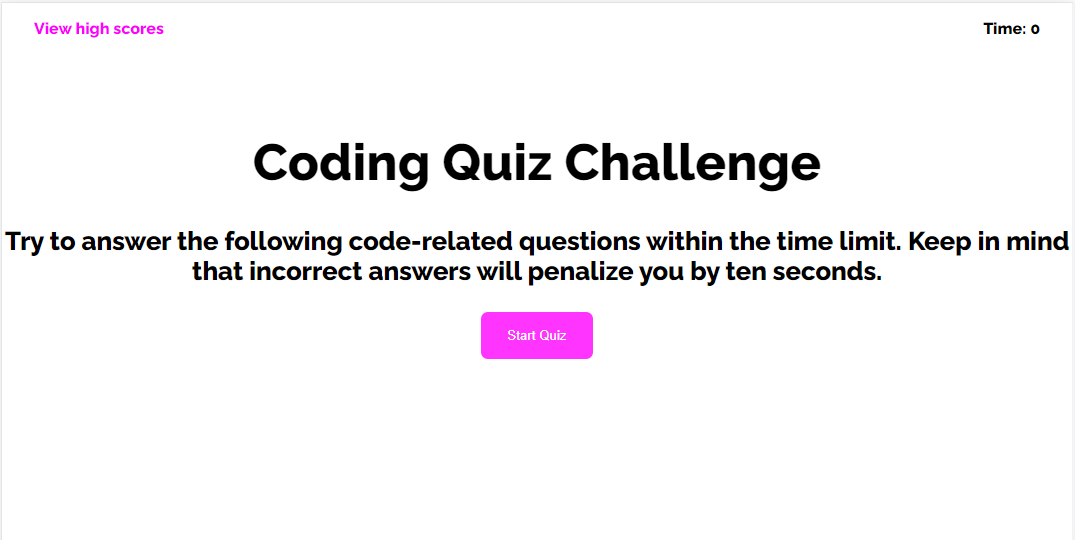 View high scores
Time: 0
Coding Quiz Challenge
Try to answer the following code-related questions within the time limit. Keep in mind
that incorrect answers will penalize you by ten seconds.
Start Quiz